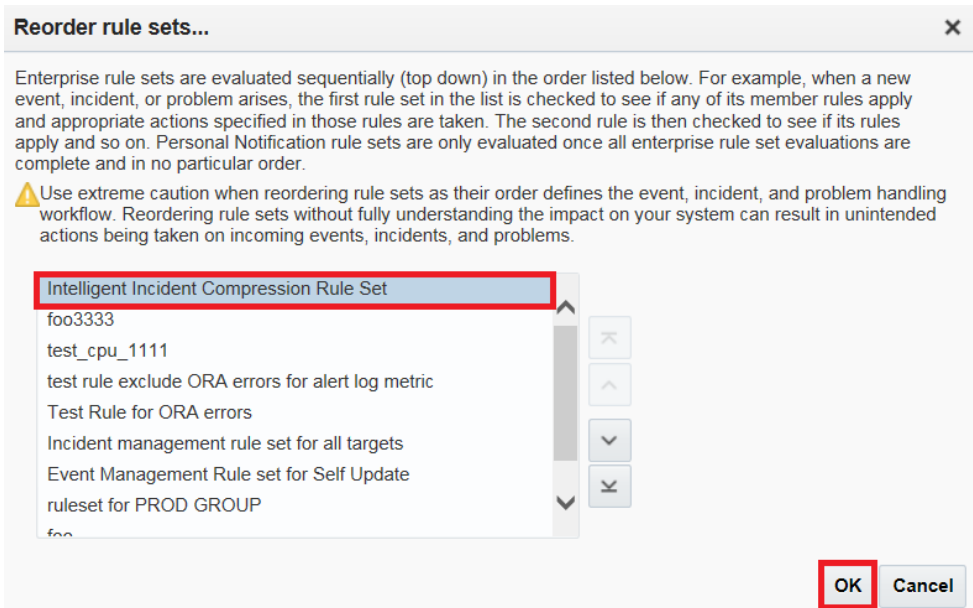 Reorder rule sets...
Enterprise rule sets are evaluated sequentially (top down) in the order listed below. For example, when a new
event, incident, or problem arises, the first rule set in the list is checked to see if any of its member rules apply
and appropriate actions specified in those rules are taken. The second rule is then checked to see if its rules
apply and so on. Personal Notification rule sets are only evaluated once all enterprise rule set evaluations are
complete and in no particular order.
Use extreme caution when reordering rule sets as their order defines the event, incident, and problem handling
workflow. Reordering rule sets without fully understanding the impact on your system can result in unintended
actions being taken on incoming events, incidents, and problems.
Intelligent Incident Compression Rule Set
foo3333
test_cpu_1111
test rule exclude ORA errors for alert log metric
Test Rule for ORA errors
Incident management rule set for all targets
Event Management Rule set for Self Update
ruleset for PROD GROUP
foo
OK Cancel